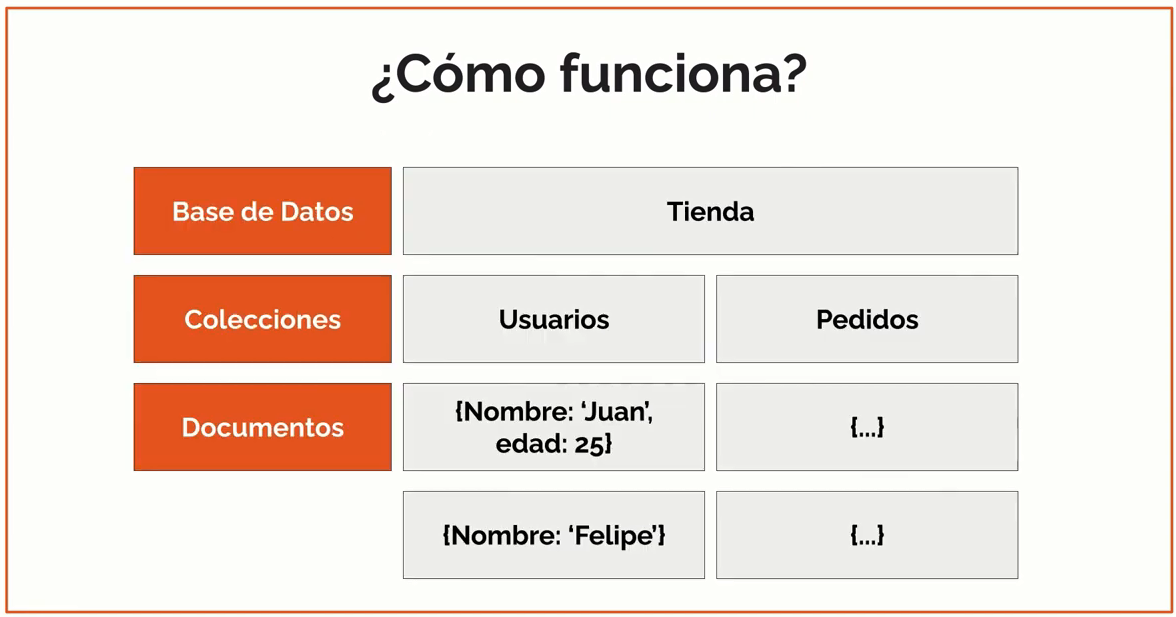 ¿Cómo funciona?
Base de Datos
Tienda
Colecciones
Usuarios
Pedidos
Documentos
{Nombre: ‘Juan’,
edad: 25}
{...}
{Nombre: ‘Felipe’}
{...}